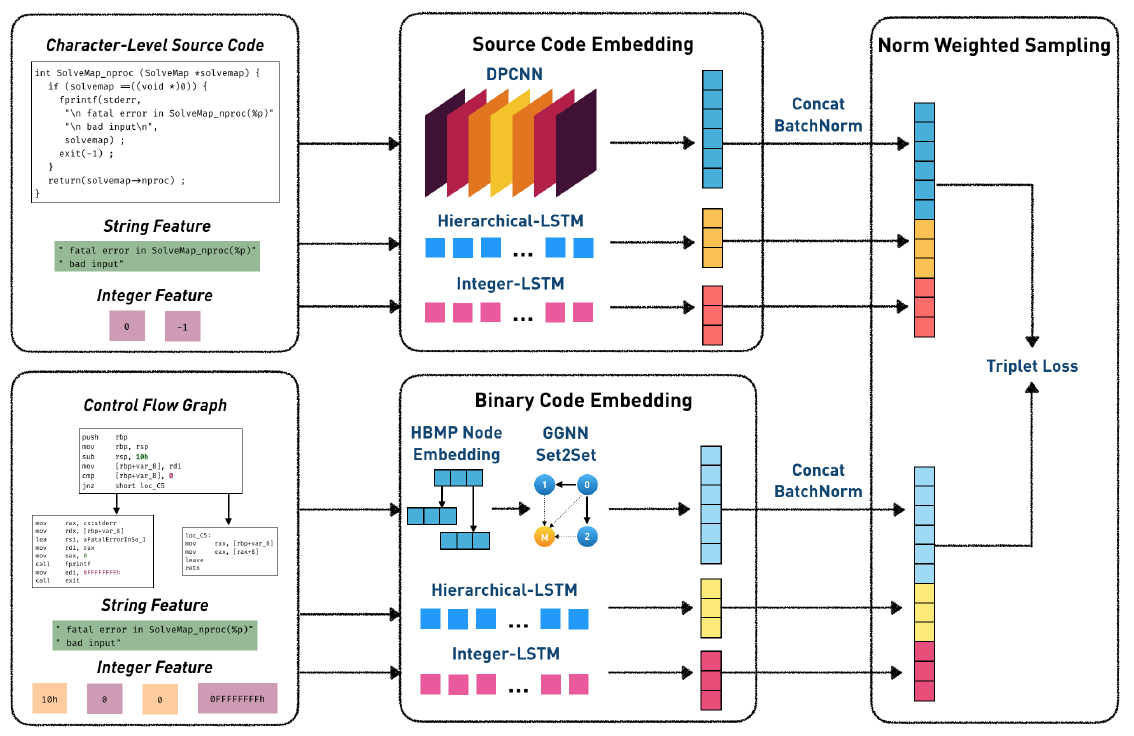 Character-Level Source Code
int SolveMap_nproc (SolveMap *solvemap) {
if (solvemap ==((void *)0)) {
fprintf(stderr,
"\n fatal error in SolveMap_nproc(%p)"
"\n bad input\n",
solvemap) ;
exit(-1) ;
}
return(solvemap→nproc) ;
}
String Feature
" fatal error in SolveMap_nproc(%p)"
" bad input"
Integer Feature
0 -1
Source Code Embedding
DPCNN
Hierarchical-LSTM
...
Integer-LSTM
...
Concat
BatchNorm
Norm Weighted Sampling
Triplet Loss
Control Flow Graph
push rbp
mov rbp, rsp
sub rsp, 10h
mov [rbp+var_8], rdi
cmp [rbp+var_8], 0
jnz short loc_C5
mov rax, cs:stderr
mov rdx, [rbp+var_8]
lea rsi, aFatalErrorInSo_1
mov rdi, rax
mov eax, 0
call fprintf
mov edi, 0FFFFFFFFh
call exit
loc_C5:
mov rax, [rbp+var_8]
mov eax, [rax+8]
leave
retn
String Feature
" fatal error in SolveMap_nproc(%p)"
" bad input"
Integer Feature
10h 0 0 0FFFFFFFFh
Binary Code Embedding
HBMP Node
Embedding
GGNN
Set2Set
1 0
M 2
Hierarchical-LSTM
...
Integer-LSTM
...
Concat
BatchNorm